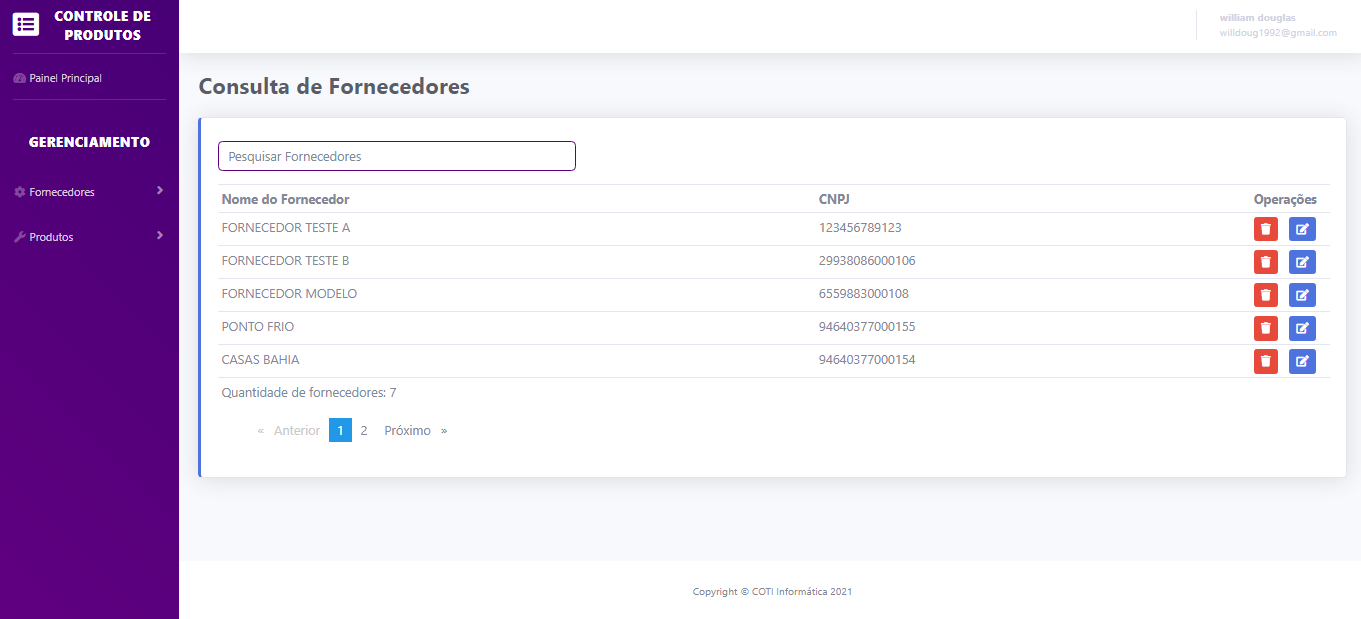 CONTROLE DE
PRODUTOS
william douglas
willdoug1992@gmail.com
Painel Principal
GERENCIAMENTO
Fornecedores
Produtos
Consulta de Fornecedores
Pesquisar Fornecedores
Nome do Fornecedor CNPJ Operações
FORNECEDOR TESTE A 123456789123
FORNECEDOR TESTE B 29938086000106
FORNECEDOR MODELO 6559883000108
PONTO FRIO 94640377000155
CASAS BAHIA 94640377000154
Quantidade de fornecedores: 7
« Anterior 1 2 Próximo »
Copyright © COTI Informática 2021